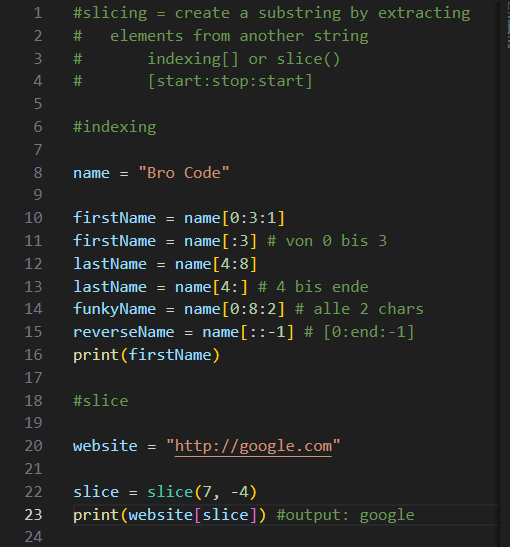 1 #slicing = create a substring by extracting
2 #   elements from another string
3 #       indexing[] or slice()
4 #       [start:stop:start]
5
6 #indexing
7
8 name = "Bro Code"
9
10 firstName = name[0:3:1]
11 firstName = name[:3] # von 0 bis 3
12 lastName = name[4:8]
13 lastName = name[4:] # 4 bis ende
14 funkyName = name[0:8:2] # alle 2 chars
15 reverseName = name[::-1] # [0:end:-1]
16 print(firstName)
17
18 #slice
19
20 website = "http://google.com"
21
22 slice = slice(7, -4)
23 print(website[slice]) #output: google
24